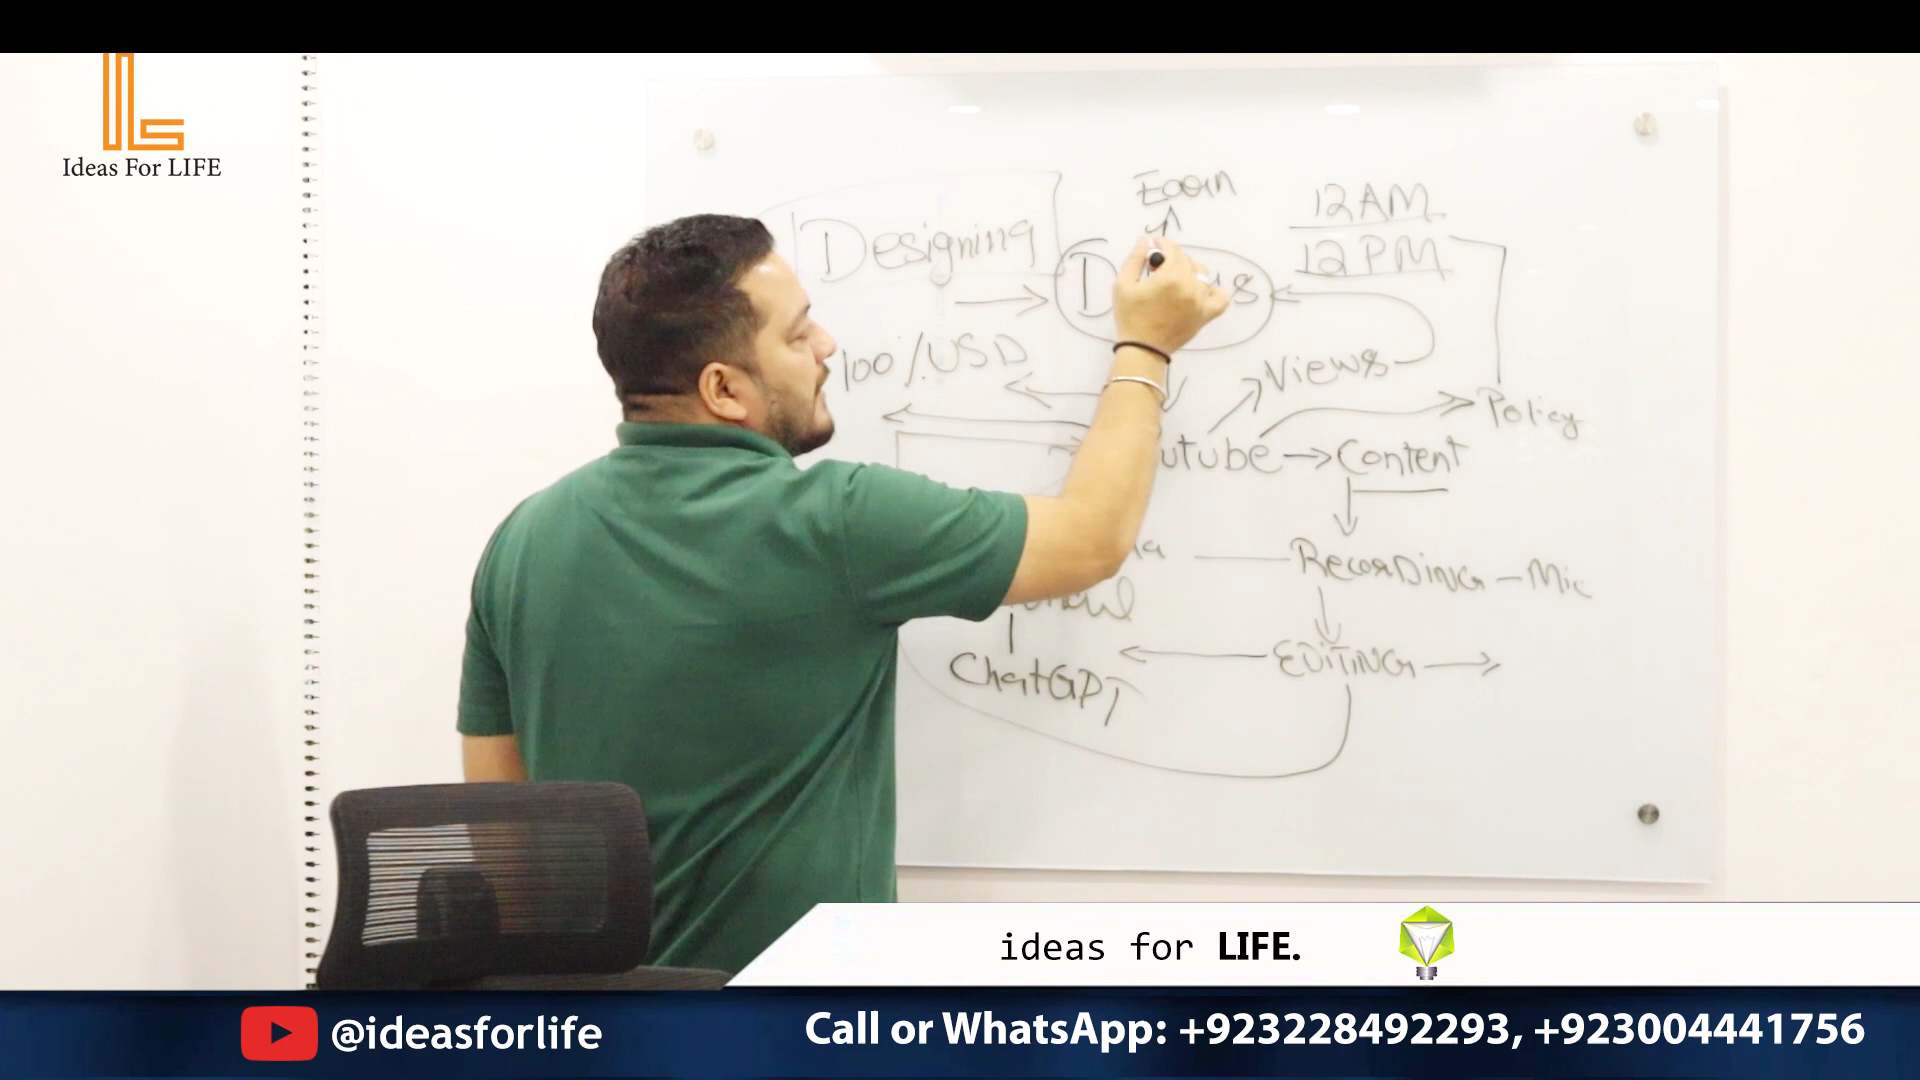 Ideas For LIFE
Earn
12AM
12PM
Designing
100% USD
Views
Policy
utube
Content
RECORDING - Mic
EDITING
ChatGPT
ideas for LIFE.
@ideasforlife
Call or WhatsApp: +923228492293, +923004441756